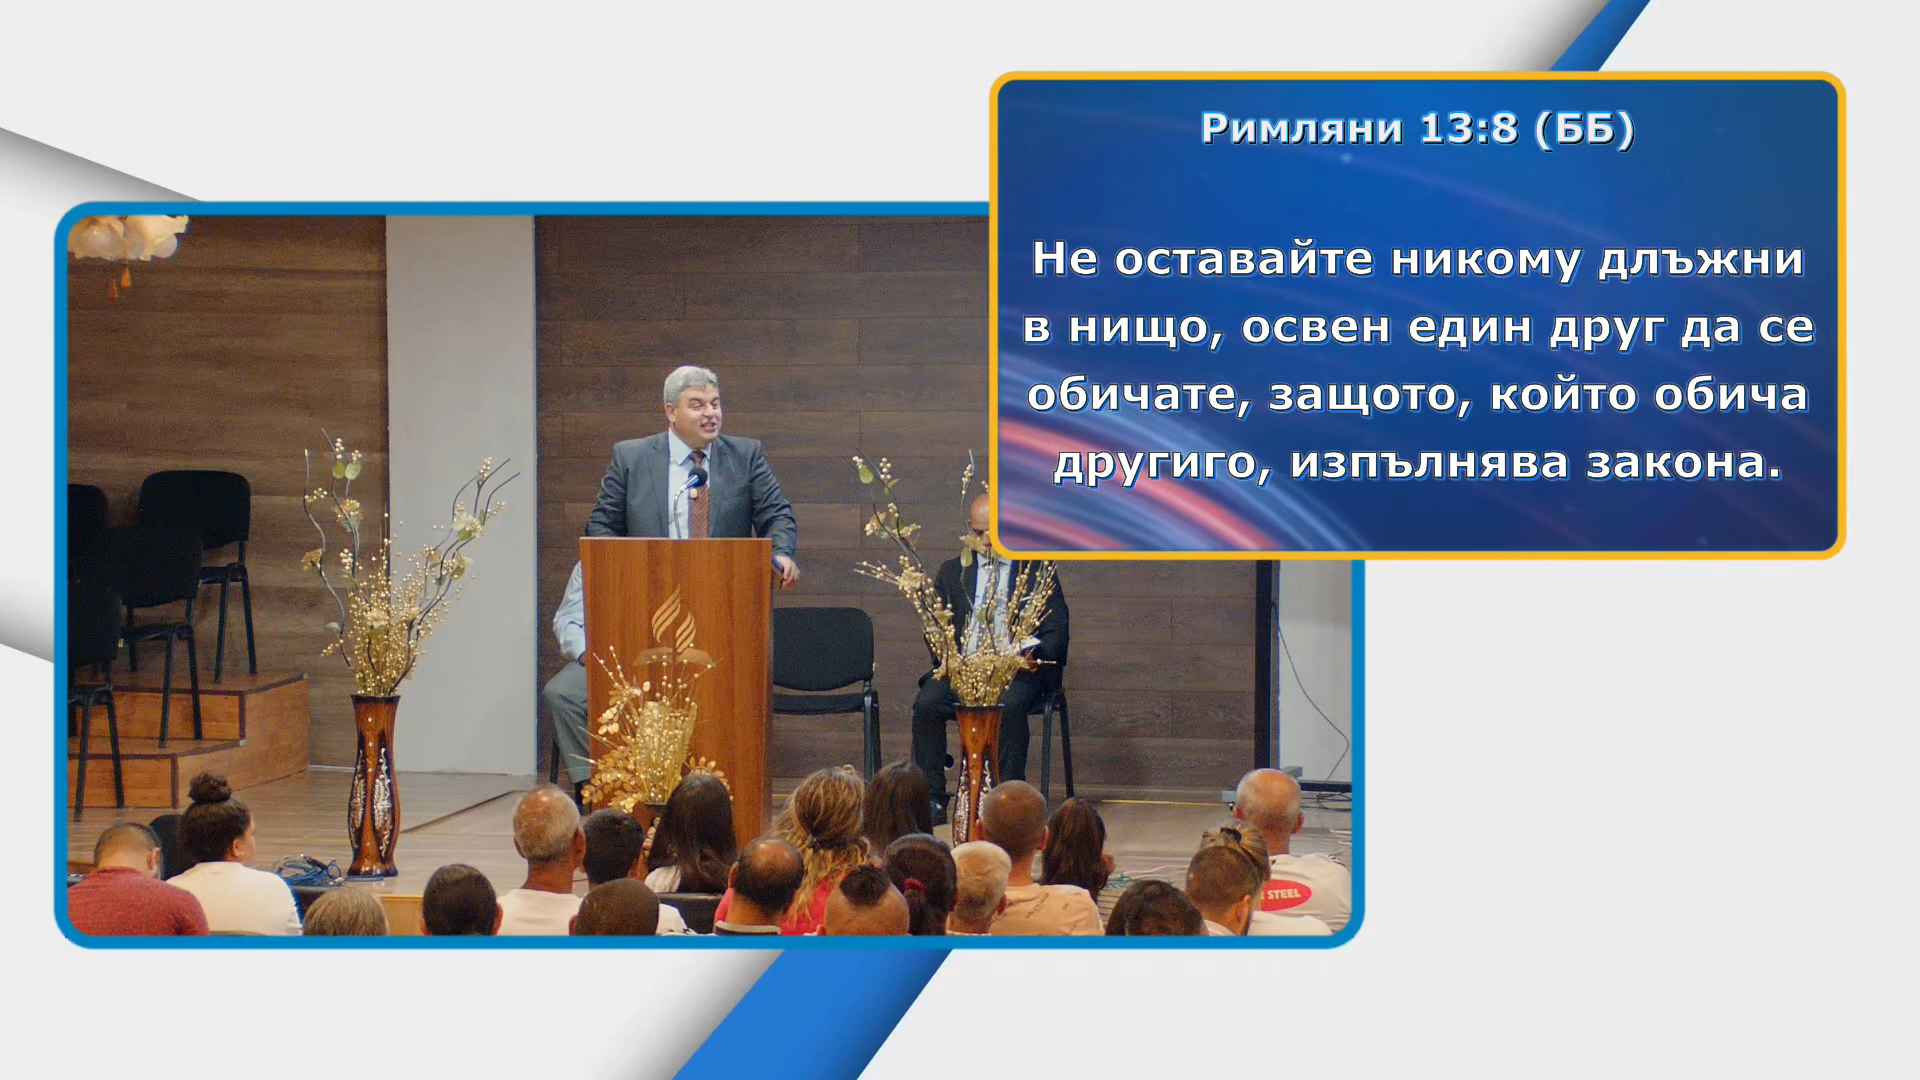 Римляни 13:8 (ББ)
Не оставайте никому длъжни
в нищо, освен един друг да се
обичате, защото, който обича
другиго, изпълнява закона.
STEEL